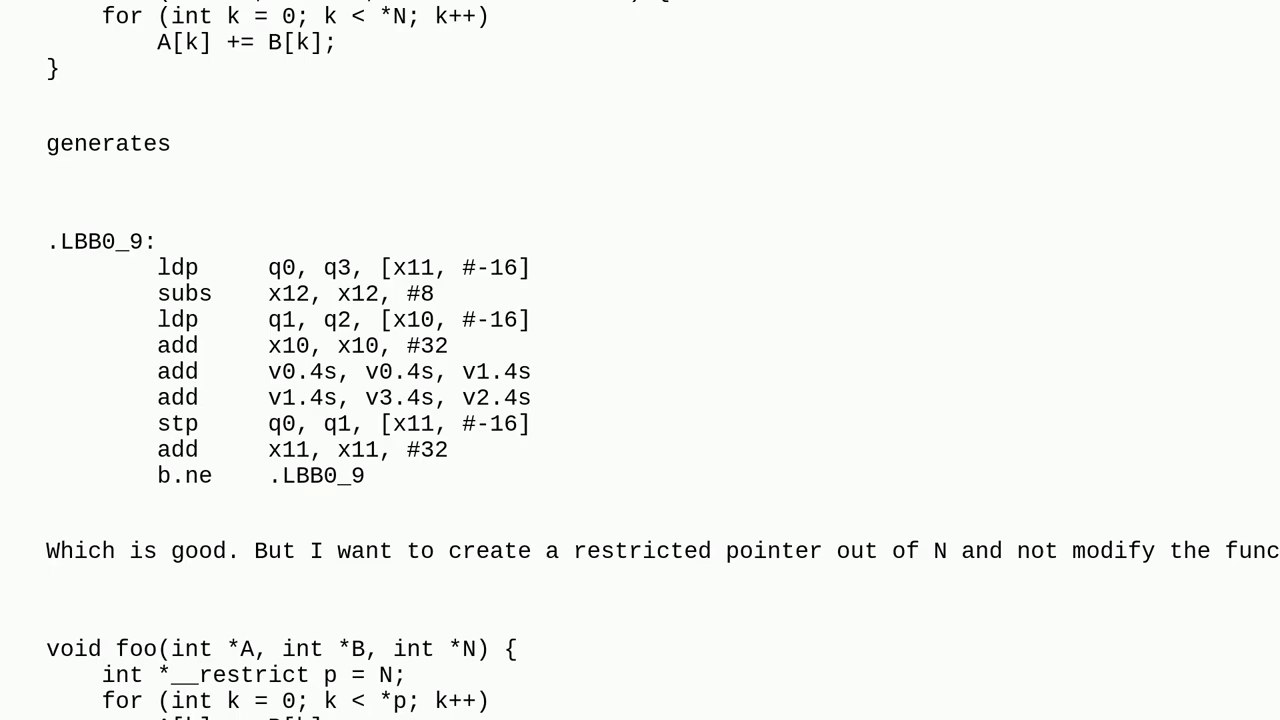 for (int k = 0; k < *N; k++)
        A[k] += B[k];
}
generates
.LBB0_9:
        ldp     q0, q3, [x11, #-16]
        subs    x12, x12, #8
        ldp     q1, q2, [x10, #-16]
        add     x10, x10, #32
        add     v0.4s, v0.4s, v1.4s
        add     v1.4s, v3.4s, v2.4s
        stp     q0, q1, [x11, #-16]
        add     x11, x11, #32
        b.ne    .LBB0_9
Which is good. But I want to create a restricted pointer out of N and not modify the func
void foo(int *A, int *B, int *N) {
    int *__restrict p = N;
    for (int k = 0; k < *p; k++)